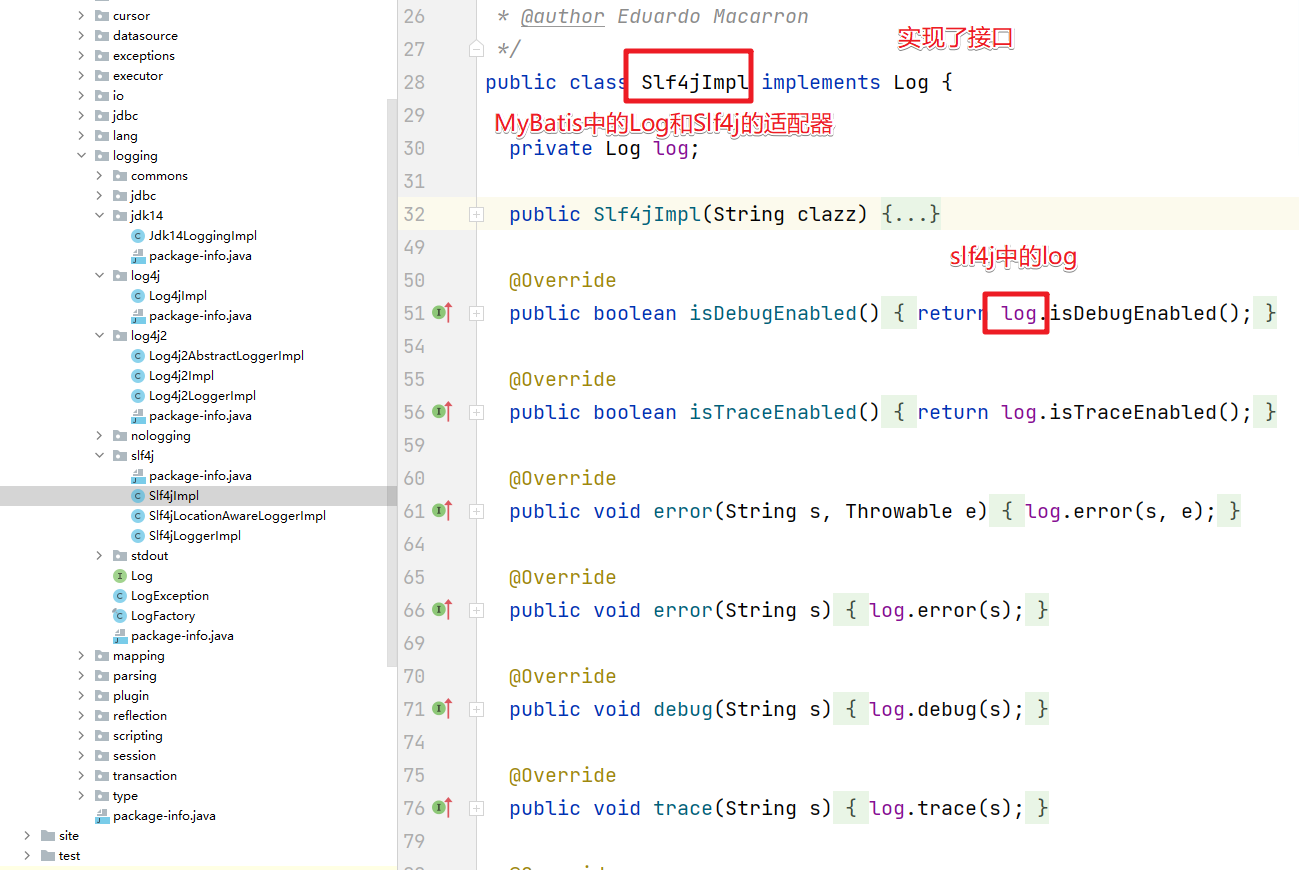 cursor
datasource
exceptions
executor
io
jdbc
lang
logging
commons
jdbc
jdk14
Jdk14LoggingImpl
package-info.java
log4j
Log4jImpl
package-info.java
log4j2
Log4j2AbstractLoggerImpl
Log4j2Impl
Log4j2LoggerImpl
package-info.java
nologging
slf4j
package-info.java
Slf4jImpl
Slf4jLocationAwareLoggerImpl
Slf4jLoggerImpl
stdout
Log
LogException
LogFactory
package-info.java
mapping
parsing
plugin
reflection
scripting
session
transaction
type
package-info.java
site
test
26 * @author Eduardo Macarron
实现了接口
27 */
28 public class Slf4jImpl implements Log {
29
MyBatis中的Log和Slf4j的适配器
30 private Log log;
31
32 public Slf4jImpl(String clazz) {...}
49
slf4j中的log
50 @Override
51 public boolean isDebugEnabled() { return log.isDebugEnabled(); }
54
55 @Override
56 public boolean isTraceEnabled() { return log.isTraceEnabled(); }
59
60 @Override
61 public void error(String s, Throwable e) { log.error(s, e); }
64
65 @Override
66 public void error(String s) { log.error(s); }
69
70 @Override
71 public void debug(String s) { log.debug(s); }
74
75 @Override
76 public void trace(String s) { log.trace(s); }
79